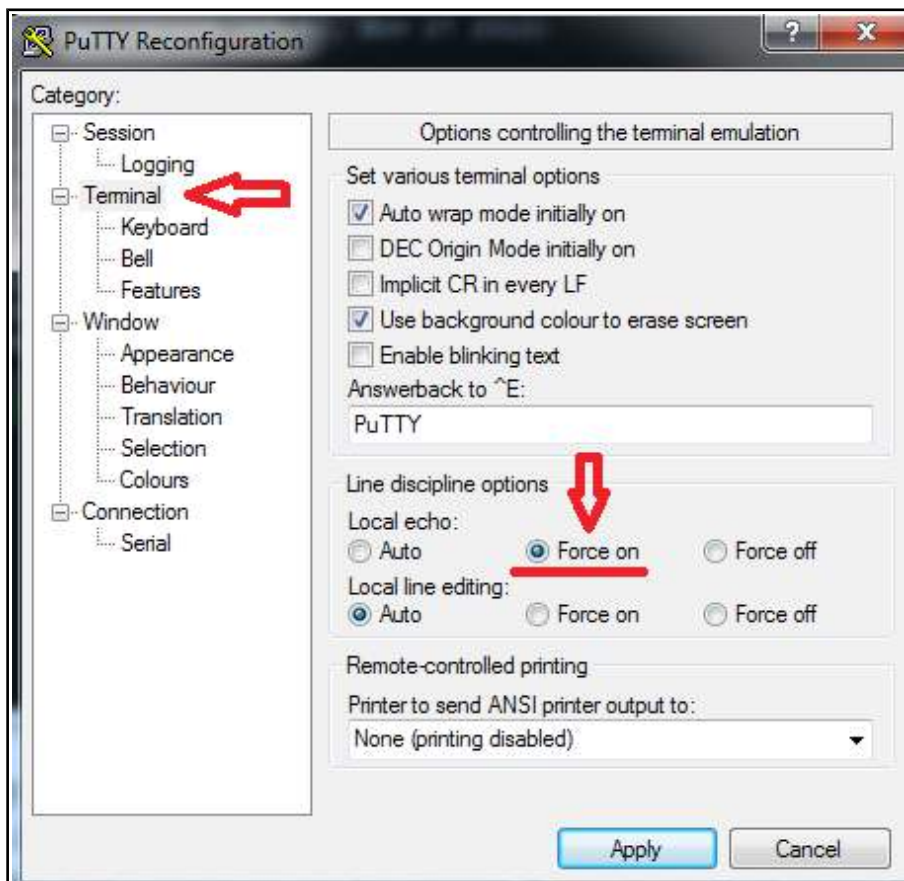 PuTTY Reconfiguration
?
X
Category:
Session
Logging
Terminal
Keyboard
Bell
Features
Window
Appearance
Behaviour
Translation
Selection
Colours
Connection
Serial
Options controlling the terminal emulation
Set various terminal options
Auto wrap mode initially on
DEC Origin Mode initially on
Implicit CR in every LF
Use background colour to erase screen
Enable blinking text
Answerback to ^E:
PuTTY
Line discipline options
Local echo:
Auto Force on Force off
Local line editing:
Auto Force on Force off
Remote-controlled printing
Printer to send ANSI printer output to:
None (printing disabled)
Apply Cancel